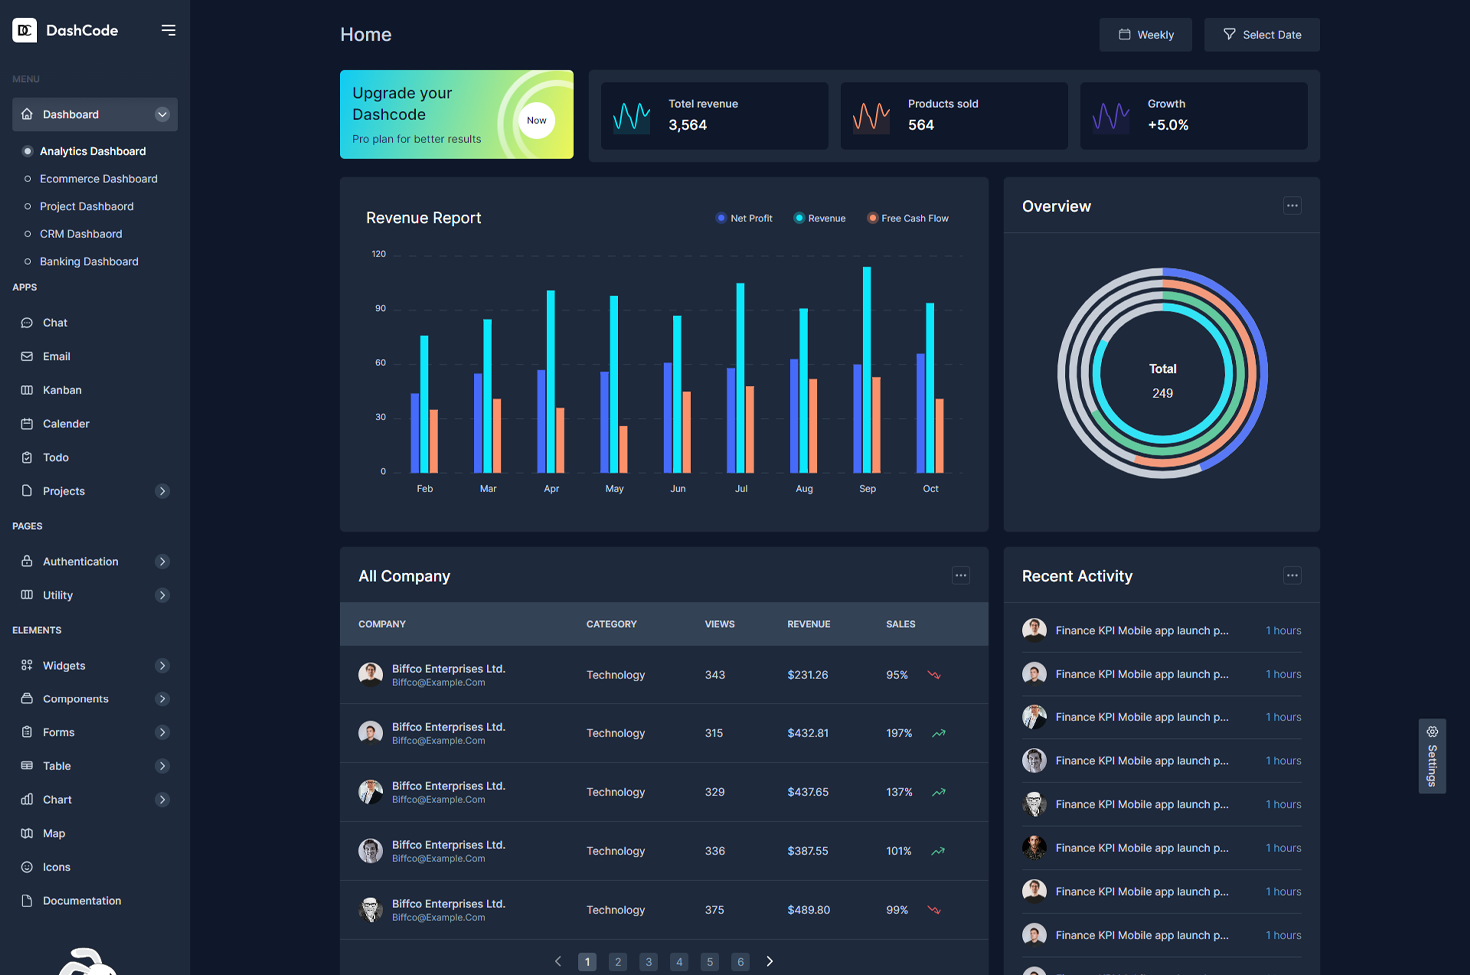 DC DashCode
MENU
Dashboard
Analytics Dashboard
Ecommerce Dashboard
Project Dashbaord
CRM Dashbaord
Banking Dashboard
APPS
Chat
Email
Kanban
Calender
Todo
Projects
PAGES
Authentication
Utility
ELEMENTS
Widgets
Components
Forms
Table
Chart
Map
Icons
Documentation
Home
Weekly
Select Date
Upgrade your
Dashcode
Pro plan for better results
Now
Totel revenue
3,564
Products sold
564
Growth
+5.0%
Revenue Report
Net Profit Revenue Free Cash Flow
120
90
60
30
0
Feb Mar Apr May Jun Jul Aug Sep Oct
Overview
Total
249
All Company
COMPANY CATEGORY VIEWS REVENUE SALES
Biffco Enterprises Ltd.
Biffco@Example.Com
Technology 343 $231.26 95%
Biffco Enterprises Ltd.
Biffco@Example.Com
Technology 315 $432.81 197%
Biffco Enterprises Ltd.
Biffco@Example.Com
Technology 329 $437.65 137%
Biffco Enterprises Ltd.
Biffco@Example.Com
Technology 336 $387.55 101%
Biffco Enterprises Ltd.
Biffco@Example.Com
Technology 375 $489.80 99%
1 2 3 4 5 6
Recent Activity
Finance KPI Mobile app launch p... 1 hours
Finance KPI Mobile app launch p... 1 hours
Finance KPI Mobile app launch p... 1 hours
Finance KPI Mobile app launch p... 1 hours
Finance KPI Mobile app launch p... 1 hours
Finance KPI Mobile app launch p... 1 hours
Finance KPI Mobile app launch p... 1 hours
Finance KPI Mobile app launch p... 1 hours
Settings